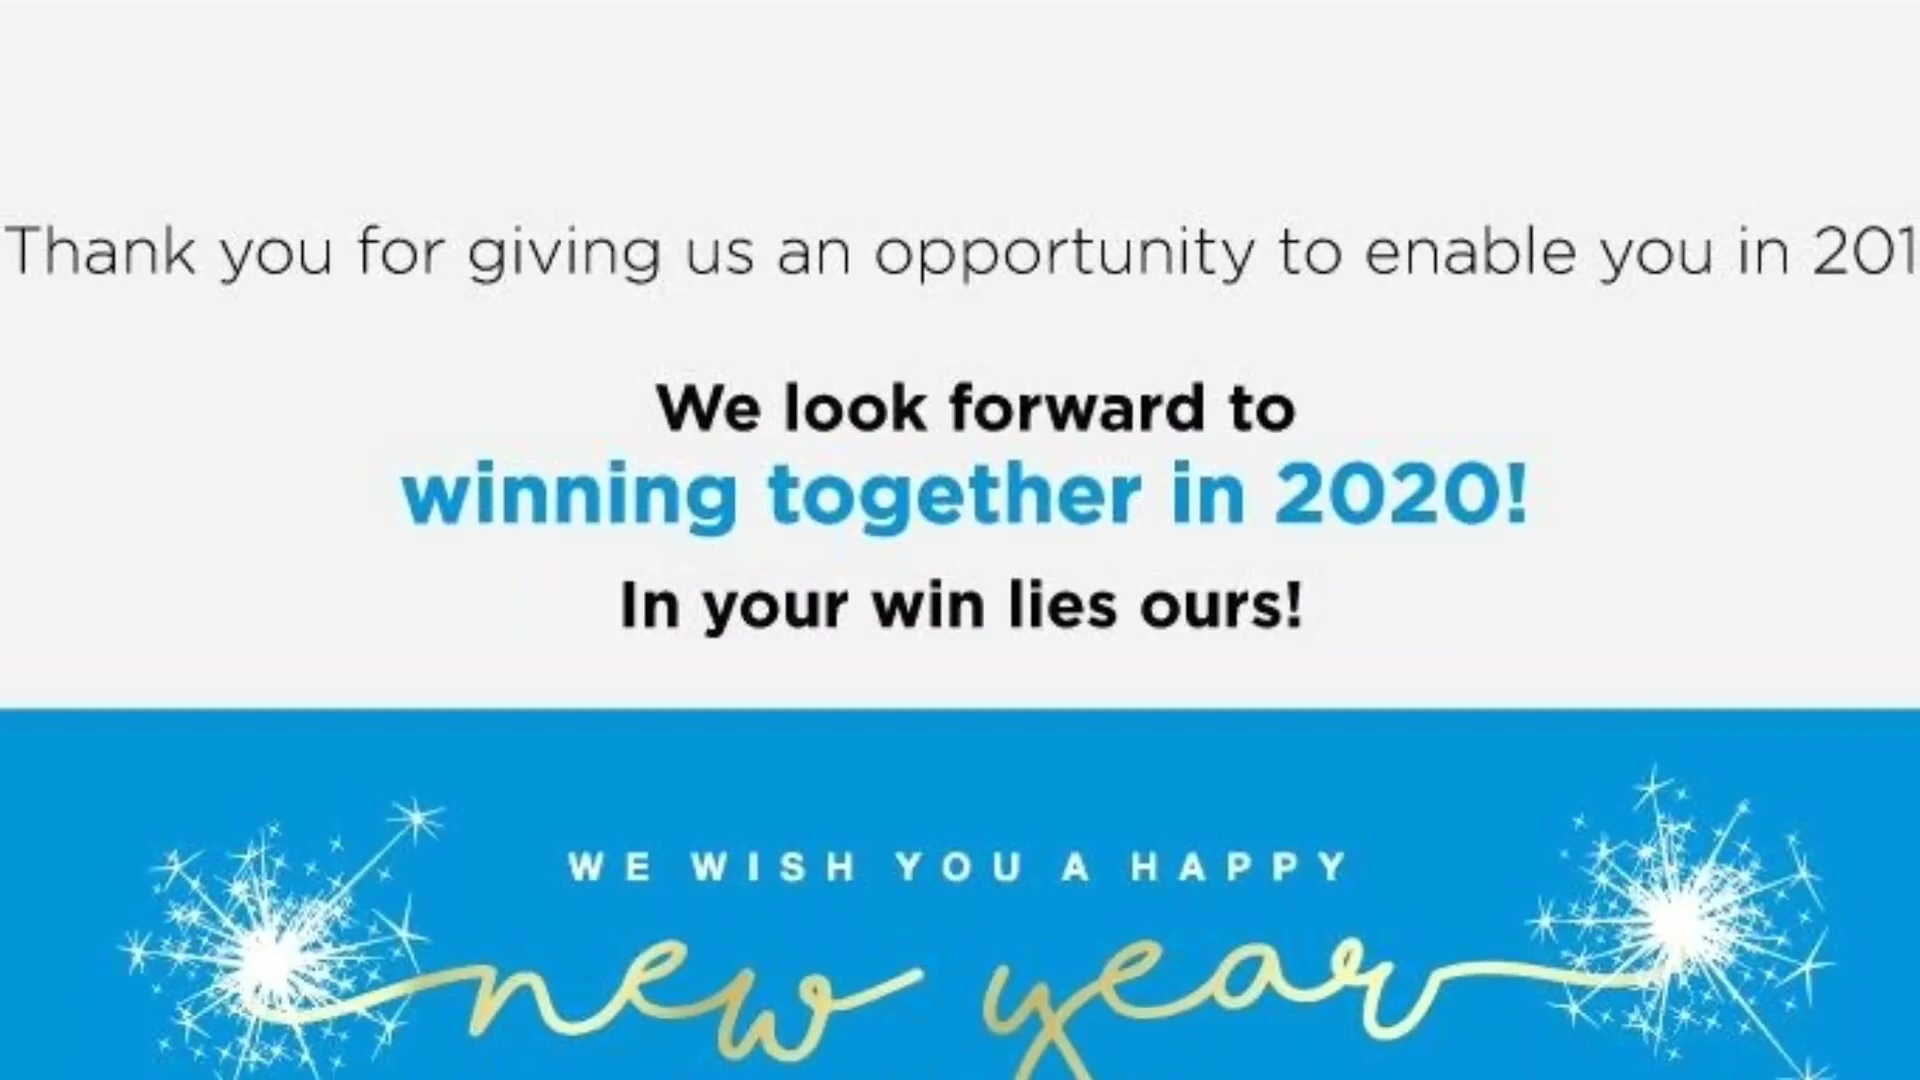 Thank you for giving us an opportunity to enable you in 201
We look forward to
winning together in 2020!
In your win lies ours!
WE WISH YOU A HAPPY
new year